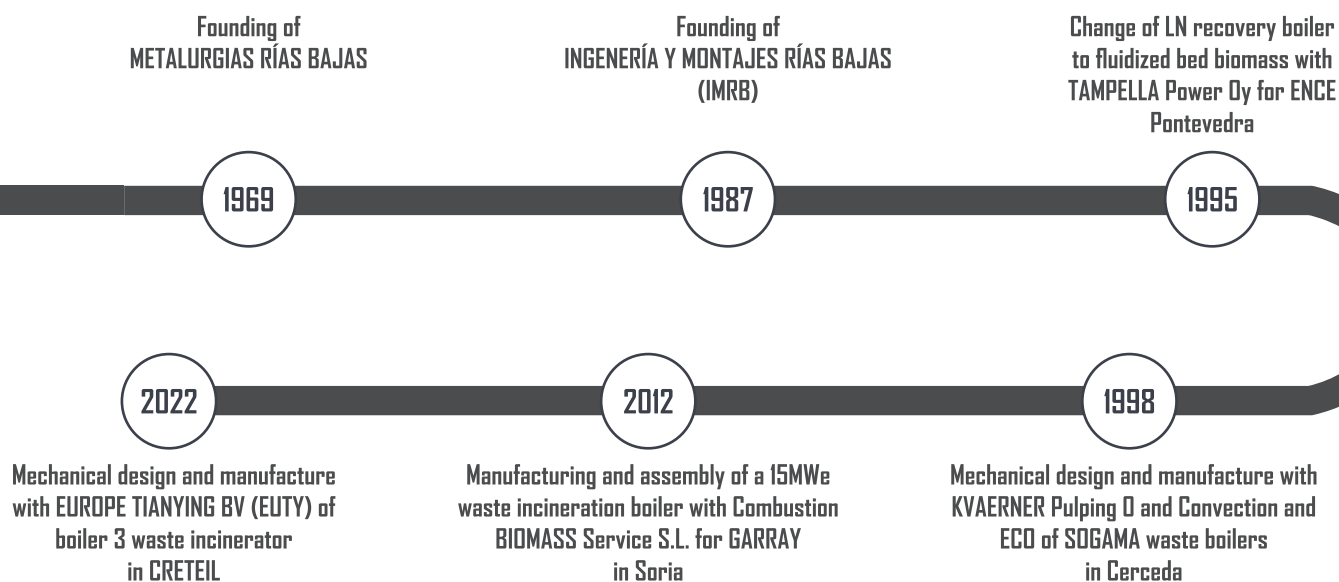 Founding of
METALURGIAS RÍAS BAJAS
1969
Founding of
INGENERÍA Y MONTAJES RÍAS BAJAS
(IMRB)
1987
Change of LN recovery boiler
to fluidized bed biomass with
TAMPELLA Power Oy for ENCE
Pontevedra
1995
1998
Mechanical design and manufacture with
KVAERNER Pulping O and Convection and
ECO of SOGAMA waste boilers
in Cerceda
2012
Manufacturing and assembly of a 15MWe
waste incineration boiler with Combustion
BIOMASS Service S.L. for GARRAY
in Soria
2022
Mechanical design and manufacture
with EUROPE TIANYING BV (EUTY) of
boiler 3 waste incinerator
in CRETEIL